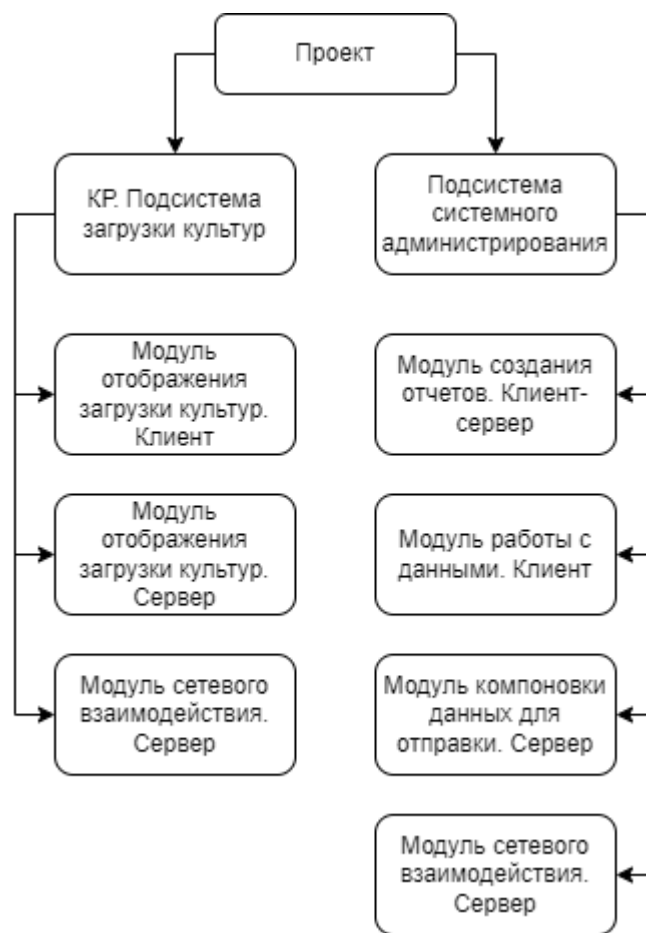 Проект
КР. Подсистема
загрузки культур
Подсистема
системного
администрирования
Модуль
отображения
загрузки культур.
Клиент
Модуль создания
отчетов. Клиент-
сервер
Модуль
отображения
загрузки культур.
Сервер
Модуль работы с
данными. Клиент
Модуль сетевого
взаимодействия.
Сервер
Модуль компоновки
данных для
отправки. Сервер
Модуль сетевого
взаимодействия.
Сервер